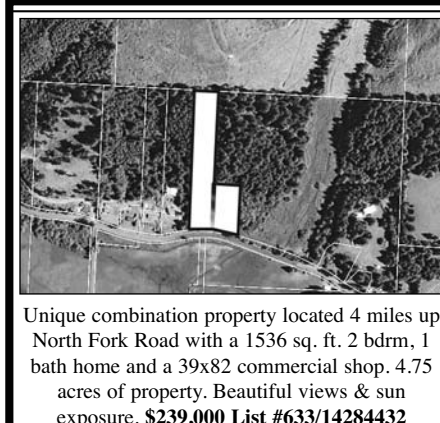 Unique combination property located 4 miles up
North Fork Road with a 1536 sq. ft. 2 bdrm, 1
bath home and a 39x82 commercial shop. 4.75
acres of property. Beautiful views & sun
exposure. $239,000 List #633/14284432